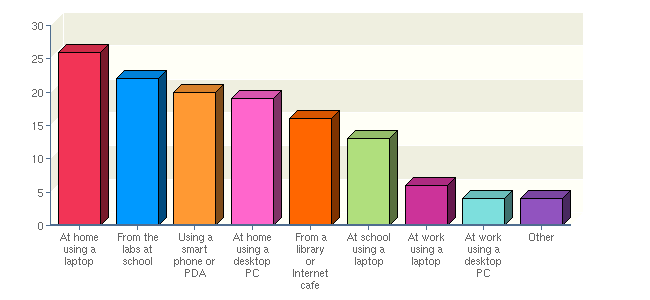 30
25
20
15
10
5
0
At home
using a
laptop
From the
labs at
school
Using a
smart
phone or
PDA
At home
using a
desktop
PC
From a
library
or
Internet
cafe
At school
using a
laptop
At work
using a
laptop
At work
using a
desktop
PC
Other